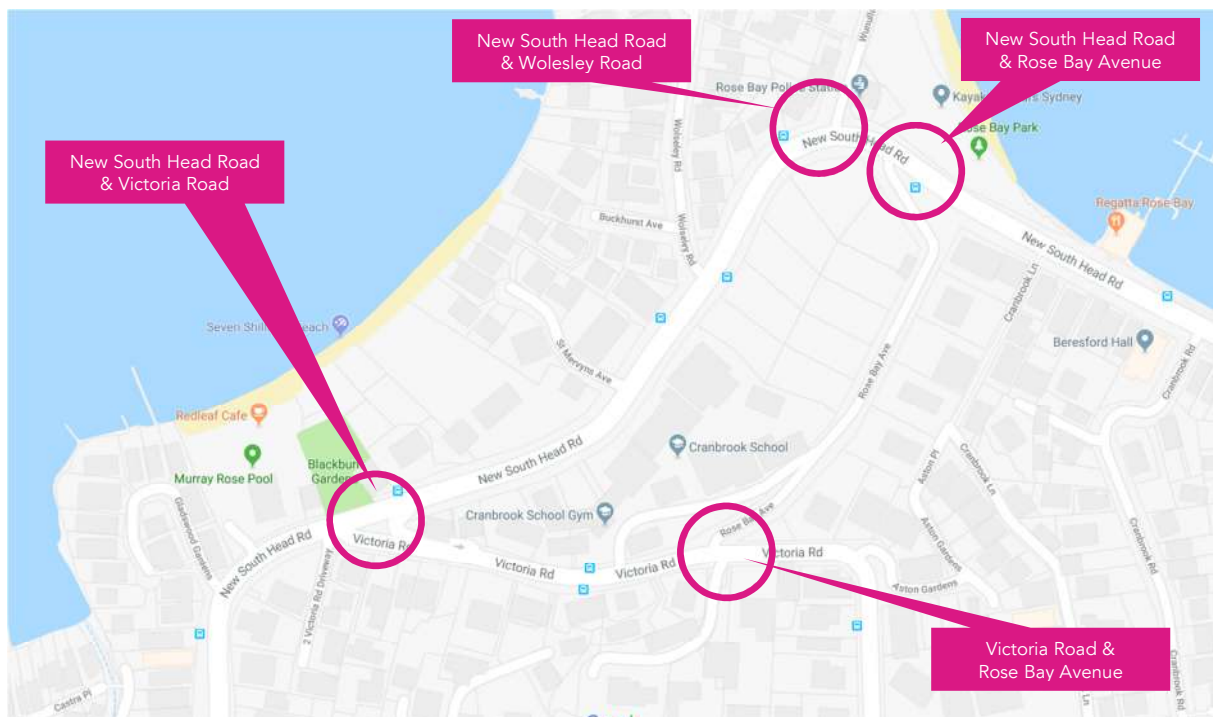 New South Head Road
& Wolesley Road
New South Head Road
& Rose Bay Avenue
New South Head Road
& Victoria Road
Victoria Road &
Rose Bay Avenue
Rose Bay Police Station
Sydney
Rose Bay Park
New South Head Rd
Wolseley Rd
Buckhurst Ave
Wolseley Rd
Regatta Rose Bay
New South Head Rd
Cranbrook Ln
Seven
Beresford Hall
St Mervyns Ave
Rose Bay Ave
Cranbrook Rd
Redleaf Cafe
Murray Rose Pool
Blackburn
Gardens
New South Head Rd
Cranbrook School
Aston Pl
Cranbrook Ln
Gladswood Gardens
Cranbrook School Gym
Rose Bay Ave
New South Head Rd
Victoria Rd
Victoria Rd
Victoria Rd
Victoria Rd
Aston Gardens
Aston Gardens
Cranbrook Rd
2 Victoria Rd Driveway
Castra Pl
Ln